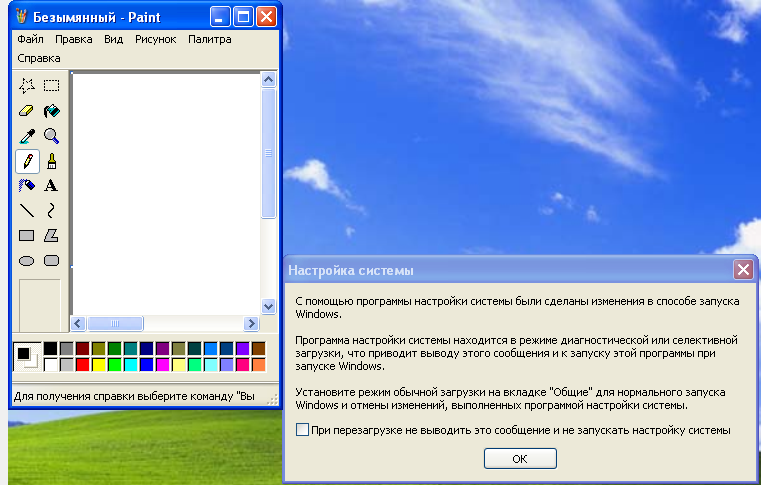 Безымянный - Paint
Файл Правка Вид Рисунок Палитра
Справка
A
Для получения справки выберите команду "Вы
Настройка системы
С помощью программы настройки системы были сделаны изменения в способе запуска
Windows.
Программа настройки системы находится в режиме диагностической или селективной
загрузки, что приводит выводу этого сообщения и к запуску этой программы при
запуске Windows.
Установите режим обычной загрузки на вкладке "Общие" для нормального запуска
Windows и отмены изменений, выполненных программой настройки системы.
При перезагрузке не выводить это сообщение и не запускать настройку системы
ОК